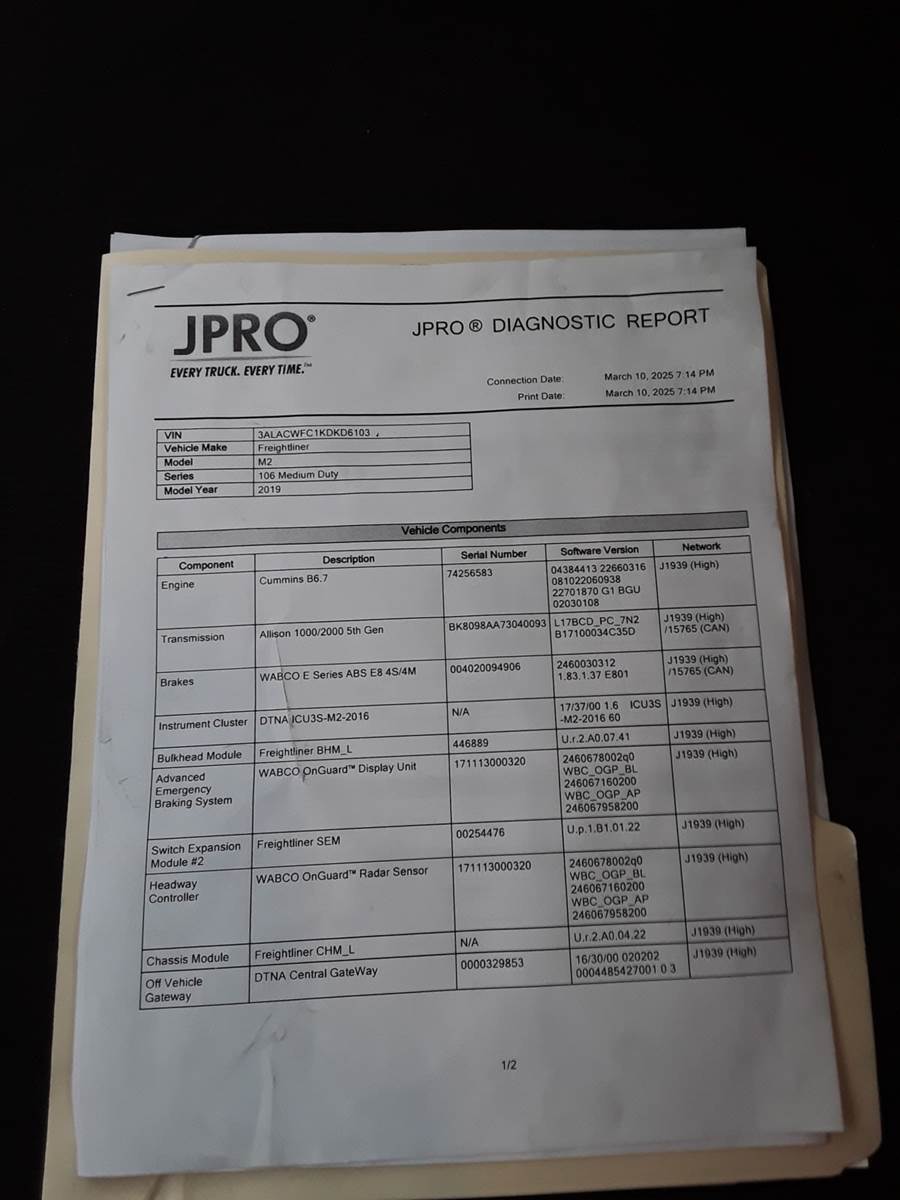 JPRO®
EVERY TRUCK. EVERY TIME.™
JPRO® DIAGNOSTIC REPORT
Connection Date: March 10, 2025 7:14 PM
Print Date: March 10, 2025 7:14 PM
VIN 3ALACWFC1KDKD6103
Vehicle Make Freightliner
Model M2
Series 106 Medium Duty
Model Year 2019
Vehicle Components
Component Description Serial Number Software Version Network
Engine Cummins B6.7 74256583 04384413 22660316 J1939 (High)
081022060938
22701870 G1 BGU
02030108
Transmission Allison 1000/2000 5th Gen BK8098AA73040093 L17BCD_PC_7N2 J1939 (High)
B17100034C35D /15765 (CAN)
Brakes WABCO E Series ABS E8 4S/4M 004020094906 2460030312 J1939 (High)
1.83.1.37 E801 /15765 (CAN)
Instrument Cluster DTNA ICU3S-M2-2016 N/A 17/37/00 1.6 ICU3S J1939 (High)
-M2-2016 60
Bulkhead Module Freightliner BHM_L 446889 U.r.2.A0.07.41 J1939 (High)
Advanced WABCO OnGuard™ Display Unit 171113000320 2460678002q0 J1939 (High)
Emergency WBC_OGP_BL
Braking System 246067160200
WBC_OGP_AP
246067958200
Switch Expansion Freightliner SEM 00254476 U.p.1.B1.01.22 J1939 (High)
Module #2
Headway WABCO OnGuard™ Radar Sensor 171113000320 2460678002q0 J1939 (High)
Controller WBC_OGP_BL
246067160200
WBC_OGP_AP
246067958200
Chassis Module Freightliner CHM_L N/A U.r.2.A0.04.22 J1939 (High)
Off Vehicle DTNA Central GateWay 0000329853 16/30/00 020202 J1939 (High)
Gateway 0004485427001 0 3
1/2